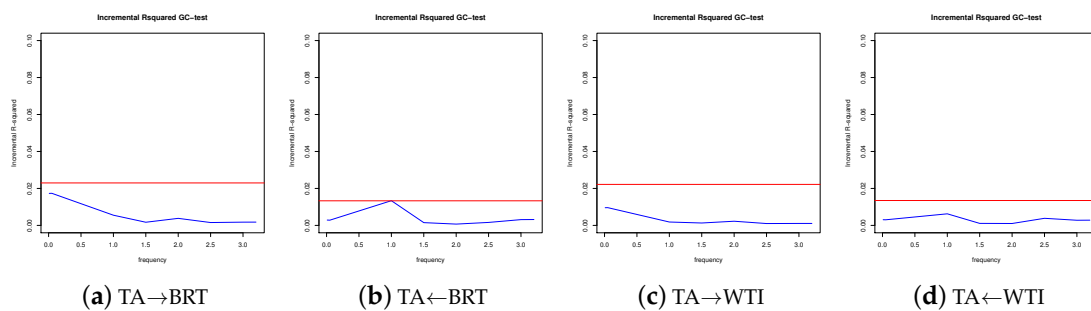 Incremental Rsquared GC−test
Incremental R−squared
0.10
0.08
0.06
0.04
0.02
0.00
0.0 0.5 1.0 1.5 2.0 2.5 3.0
frequency
(a) TA→BRT
Incremental Rsquared GC−test
Incremental R−squared
0.10
0.08
0.06
0.04
0.02
0.00
0.0 0.5 1.0 1.5 2.0 2.5 3.0
frequency
(b) TA←BRT
Incremental Rsquared GC−test
Incremental R−squared
0.10
0.08
0.06
0.04
0.02
0.00
0.0 0.5 1.0 1.5 2.0 2.5 3.0
frequency
(c) TA→WTI
Incremental Rsquared GC−test
Incremental R−squared
0.10
0.08
0.06
0.04
0.02
0.00
0.0 0.5 1.0 1.5 2.0 2.5 3.0
frequency
(d) TA←WTI